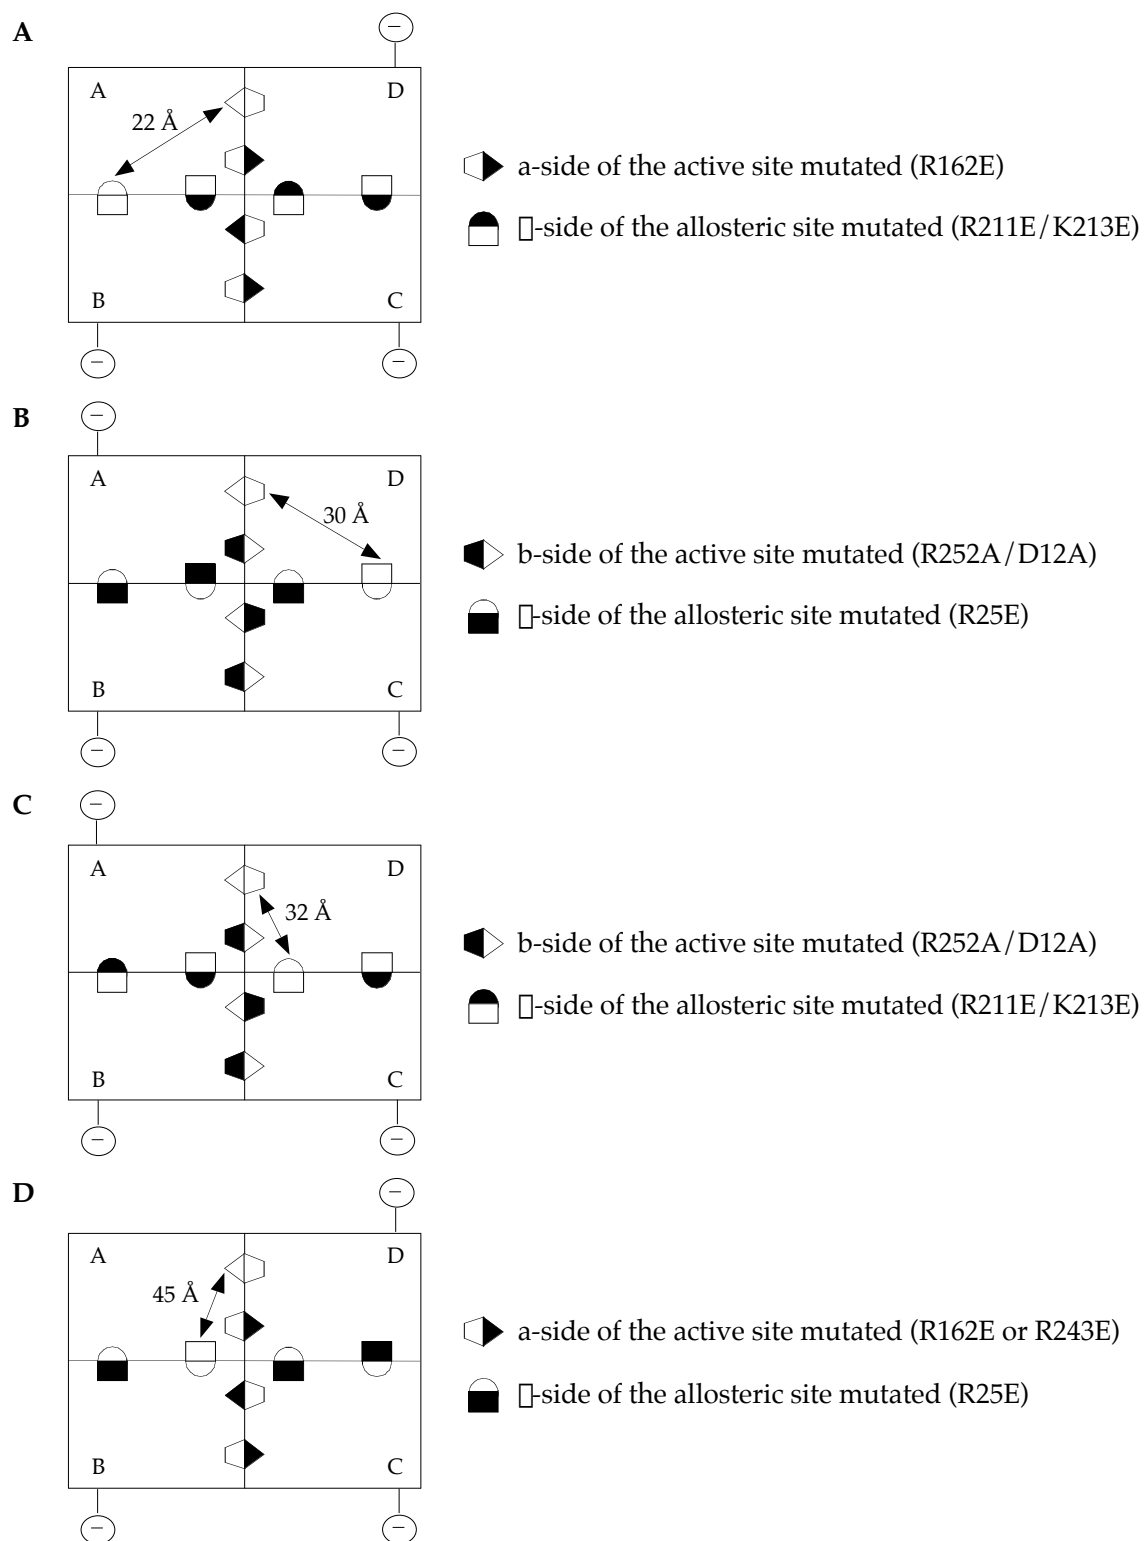 A
−
A D
22 Å
a-side of the active site mutated (R162E)
▯-side of the allosteric site mutated (R211E/K213E)
B C
− −
B
−
A D
30 Å
b-side of the active site mutated (R252A/D12A)
▯-side of the allosteric site mutated (R25E)
B C
− −
C
−
A D
32 Å
b-side of the active site mutated (R252A/D12A)
▯-side of the allosteric site mutated (R211E/K213E)
B C
− −
D
−
A D
45 Å
a-side of the active site mutated (R162E or R243E)
▯-side of the allosteric site mutated (R25E)
B C
− −